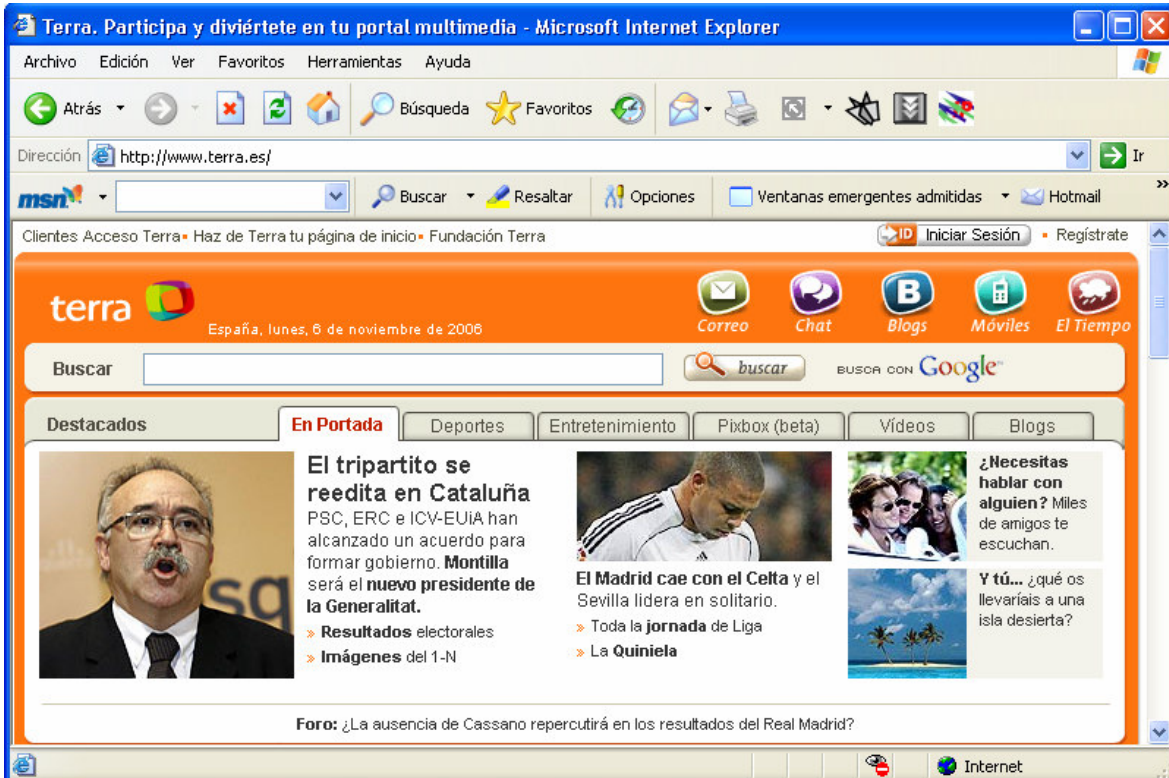 Terra. Participa y diviértete en tu portal multimedia - Microsoft Internet Explorer
Archivo Edición Ver Favoritos Herramientas Ayuda
Atrás Búsqueda Favoritos
Dirección http://www.terra.es/ Ir
msn Buscar Resaltar Opciones Ventanas emergentes admitidas Hotmail »
Clientes Acceso Terra Haz de Terra tu página de inicio Fundación Terra ID Iniciar Sesión Regístrate
terra
España, lunes, 6 de noviembre de 2006
Correo Chat Blogs Móviles El Tiempo
Buscar buscar BUSCA CON Google
Destacados En Portada Deportes Entretenimiento Pixbox (beta) Vídeos Blogs
sq
El tripartito se
reedita en Cataluña
PSC, ERC e ICV-EUiA han
alcanzado un acuerdo para
formar gobierno. Montilla
será el nuevo presidente de
la Generalitat.
» Resultados electorales
» Imágenes del 1-N
El Madrid cae con el Celta y el
Sevilla lidera en solitario.
» Toda la jornada de Liga
» La Quiniela
¿Necesitas
hablar con
alguien? Miles
de amigos te
escuchan.
Y tú... ¿qué os
llevaríais a una
isla desierta?
Foro: ¿La ausencia de Cassano repercutirá en los resultados del Real Madrid?
Internet